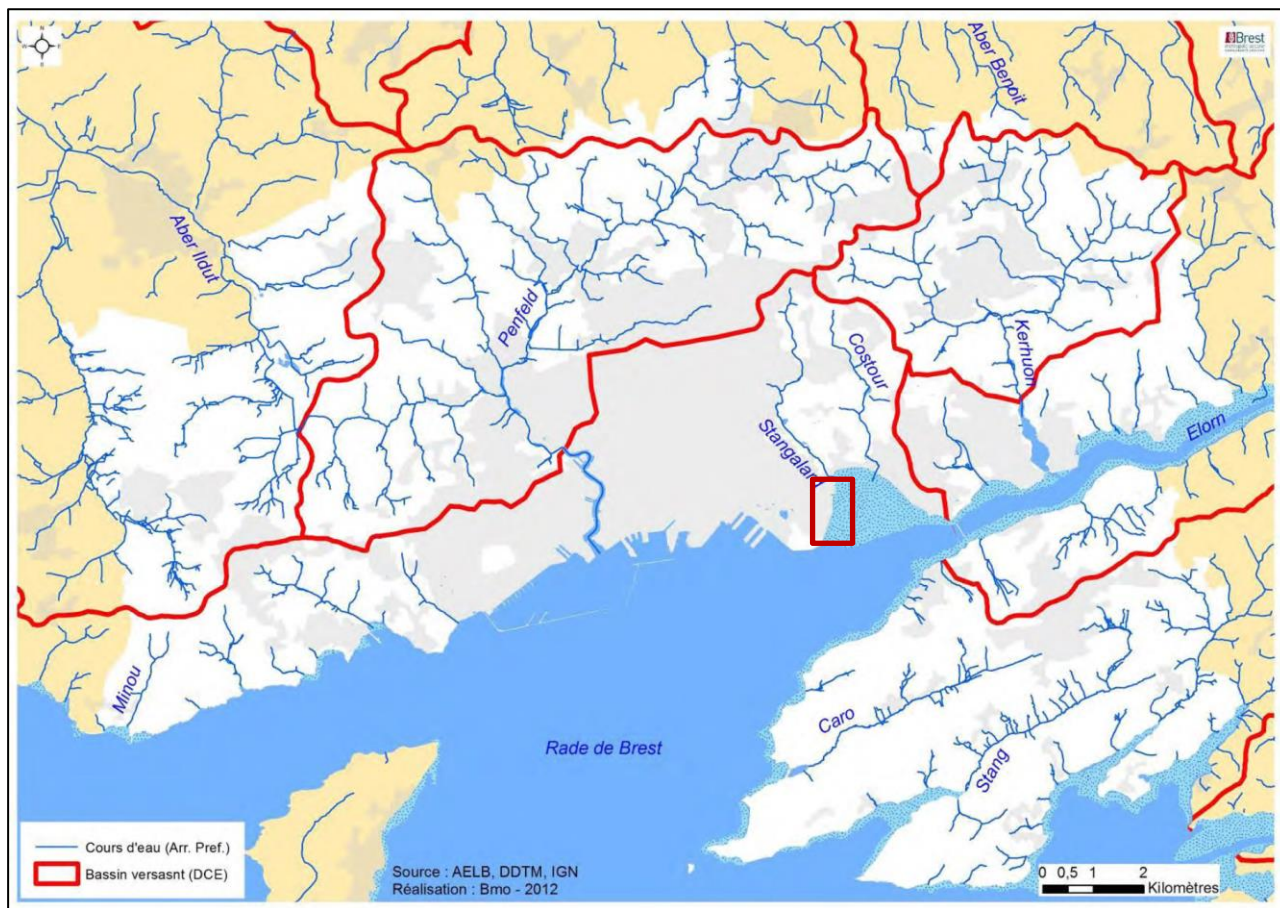 Brest
Aber Benoit
Aber Ildut
Penfeld
Costour
Kerhuon
Stangalar
Elorn
Minou
Caro
Rade de Brest
Stang
Cours d'eau (Arr. Pref.)
Bassin versasnt (DCE)
Source : AELB, DDTM, IGN
Réalisation : Bmo - 2012
0 0,5 1 2
Kilomètres